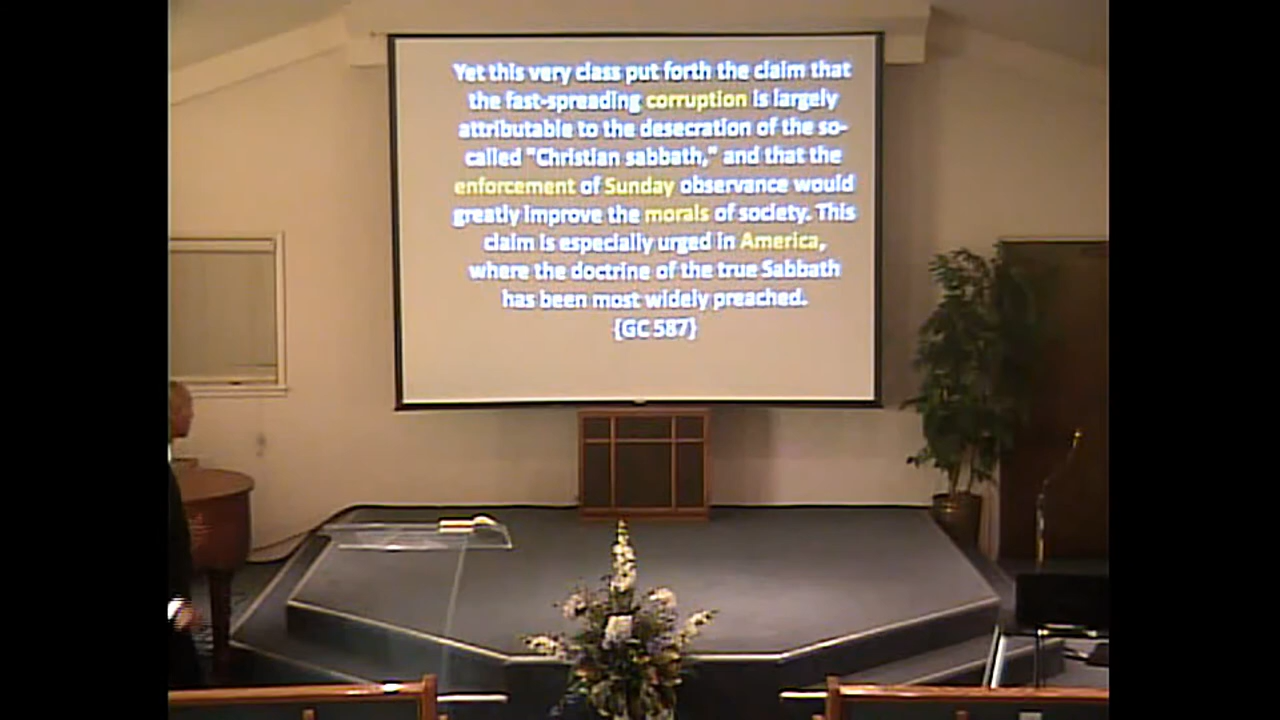 Yet this very class put forth the claim that
the fast-spreading corruption is largely
attributable to the desecration of the so-
called "Christian sabbath," and that the
enforcement of Sunday observance would
greatly improve the morals of society. This
claim is especially urged in America,
where the doctrine of the true Sabbath
has been most widely preached.
{GC 587}